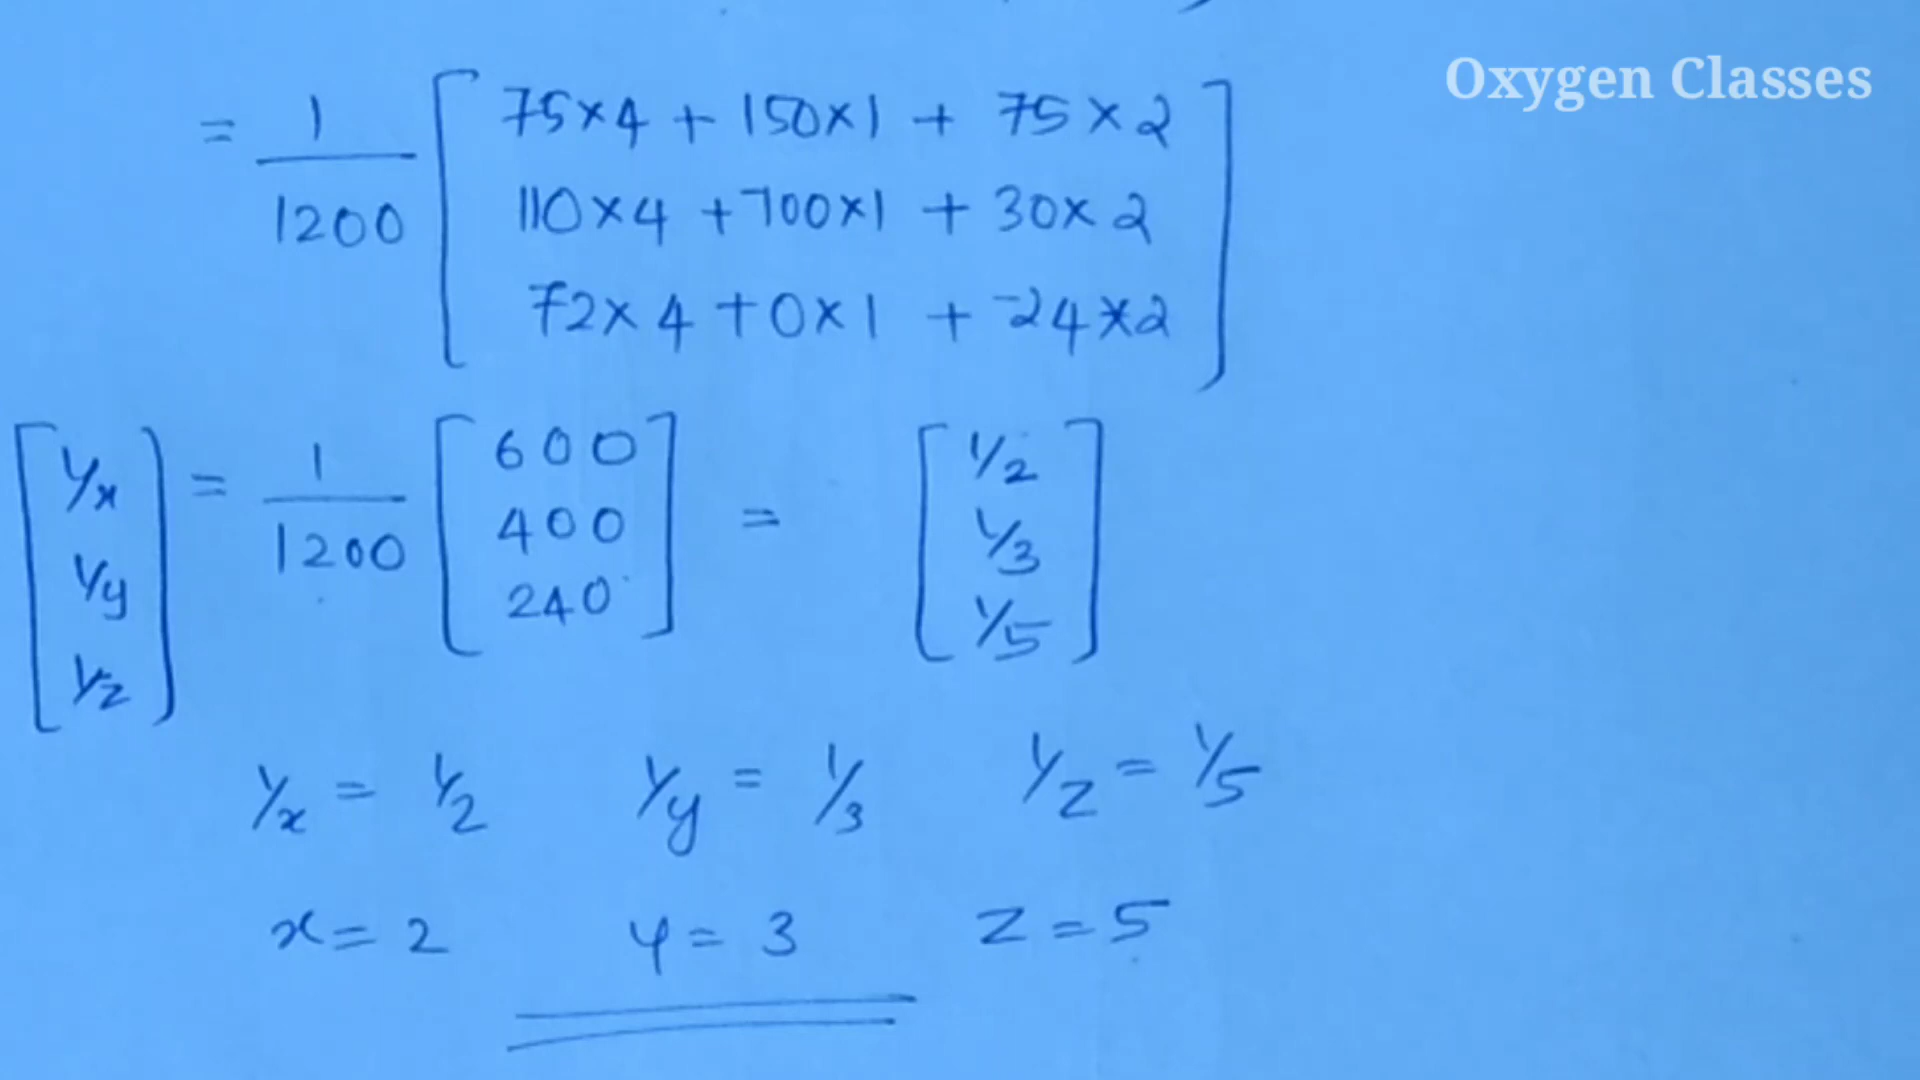 Oxygen Classes
= 1/1200 [ 75×4 + 150×1 + 75×2
110×4 + 700×1 + 30×2
72×4 + 0×1 + -24×2 ]
[ 1/x 1/y 1/z ] = 1/1200 [ 600 400 240 ] = [ 1/2 1/3 1/5 ]
1/x = 1/2 1/y = 1/3 1/z = 1/5
x = 2 y = 3 z = 5